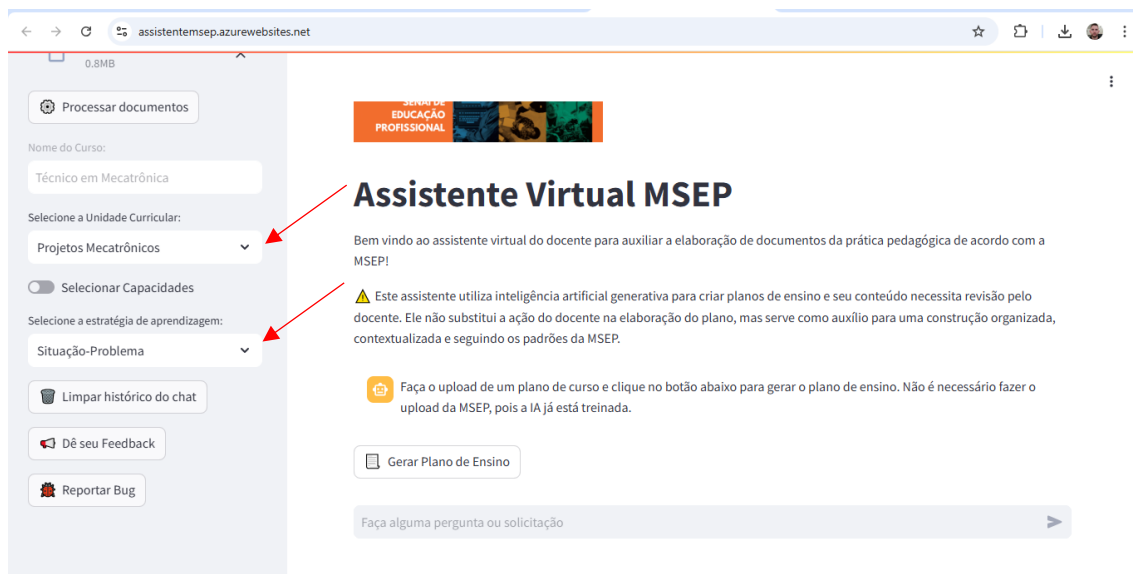 assistentemsep.azurewebsites.net
0.8MB
Processar documentos
Nome do Curso:
Técnico em Mecatrônica
Selecione a Unidade Curricular:
Projetos Mecatrônicos
Selecionar Capacidades
Selecione a estratégia de aprendizagem:
Situação-Problema
Limpar histórico do chat
Dê seu Feedback
Reportar Bug
SENAI DE
EDUCAÇÃO
PROFISSIONAL
Assistente Virtual MSEP
Bem vindo ao assistente virtual do docente para auxiliar a elaboração de documentos da prática pedagógica de acordo com a
MSEP!
Este assistente utiliza inteligência artificial generativa para criar planos de ensino e seu conteúdo necessita revisão pelo
docente. Ele não substitui a ação do docente na elaboração do plano, mas serve como auxílio para uma construção organizada,
contextualizada e seguindo os padrões da MSEP.
Faça o upload de um plano de curso e clique no botão abaixo para gerar o plano de ensino. Não é necessário fazer o
upload da MSEP, pois a IA já está treinada.
Gerar Plano de Ensino
Faça alguma pergunta ou solicitação